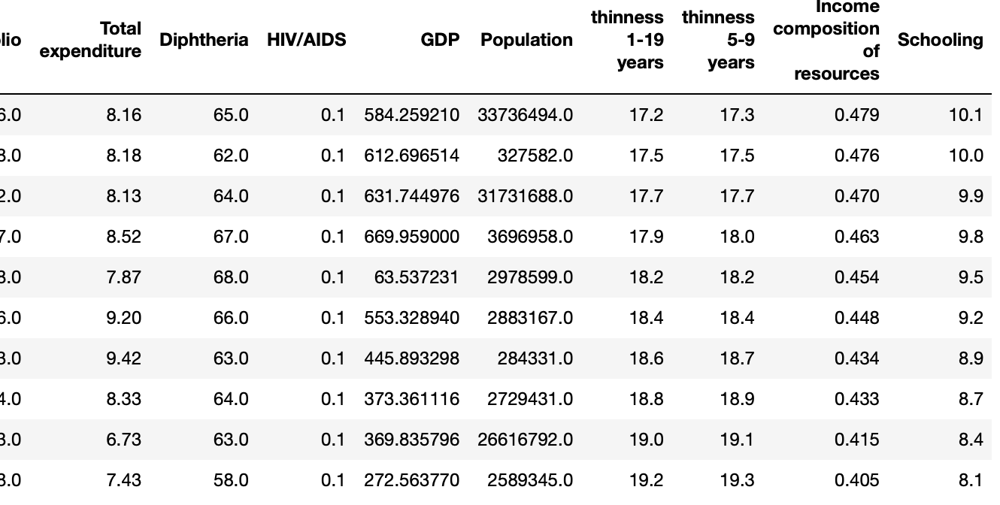 lio Total expenditure Diphtheria HIV/AIDS GDP Population thinness 1-19 years thinness 5-9 years Income composition of resources Schooling
6.0 8.16 65.0 0.1 584.259210 33736494.0 17.2 17.3 0.479 10.1
8.0 8.18 62.0 0.1 612.696514 327582.0 17.5 17.5 0.476 10.0
2.0 8.13 64.0 0.1 631.744976 31731688.0 17.7 17.7 0.470 9.9
7.0 8.52 67.0 0.1 669.959000 3696958.0 17.9 18.0 0.463 9.8
8.0 7.87 68.0 0.1 63.537231 2978599.0 18.2 18.2 0.454 9.5
6.0 9.20 66.0 0.1 553.328940 2883167.0 18.4 18.4 0.448 9.2
3.0 9.42 63.0 0.1 445.893298 284331.0 18.6 18.7 0.434 8.9
4.0 8.33 64.0 0.1 373.361116 2729431.0 18.8 18.9 0.433 8.7
3.0 6.73 63.0 0.1 369.835796 26616792.0 19.0 19.1 0.415 8.4
8.0 7.43 58.0 0.1 272.563770 2589345.0 19.2 19.3 0.405 8.1